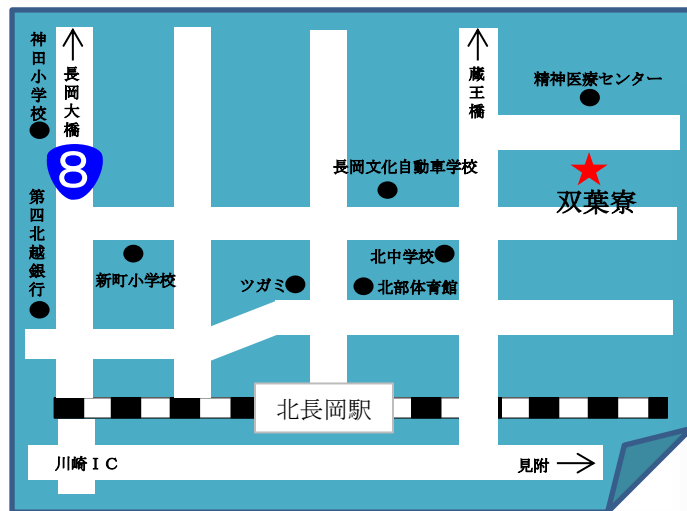 神田小学校
長岡大橋
8
第四北越銀行
蔵王橋
精神医療センター
長岡文化自動車学校
双葉寮
新町小学校
北中学校
ツガミ
北部体育館
北長岡駅
川崎ＩＣ
見附